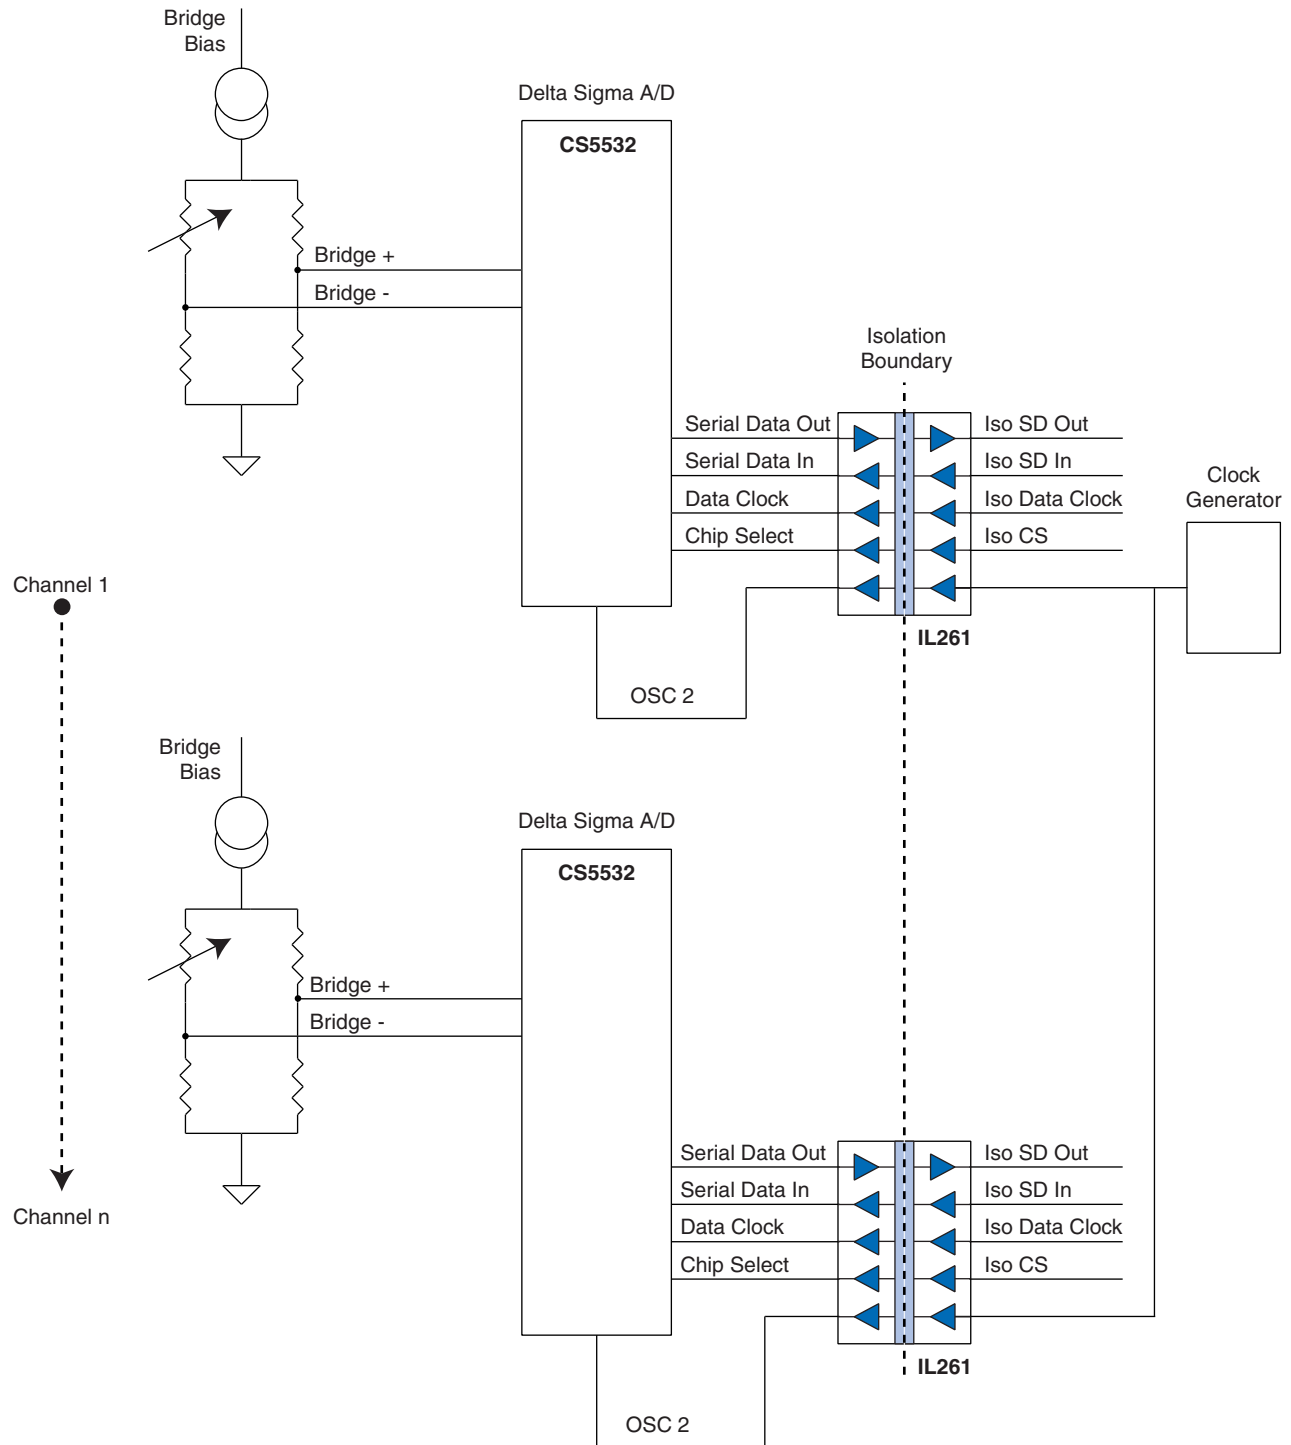 Bridge
Bias
Delta Sigma A/D
CS5532
Bridge +
Bridge -
Isolation
Boundary
Serial Data Out
Iso SD Out
Serial Data In
Iso SD In
Clock
Generator
Data Clock
Iso Data Clock
Chip Select
Iso CS
Channel 1
IL261
OSC 2
Bridge
Bias
Delta Sigma A/D
CS5532
Bridge +
Bridge -
Serial Data Out
Iso SD Out
Serial Data In
Iso SD In
Channel n
Data Clock
Iso Data Clock
Chip Select
Iso CS
IL261
OSC 2